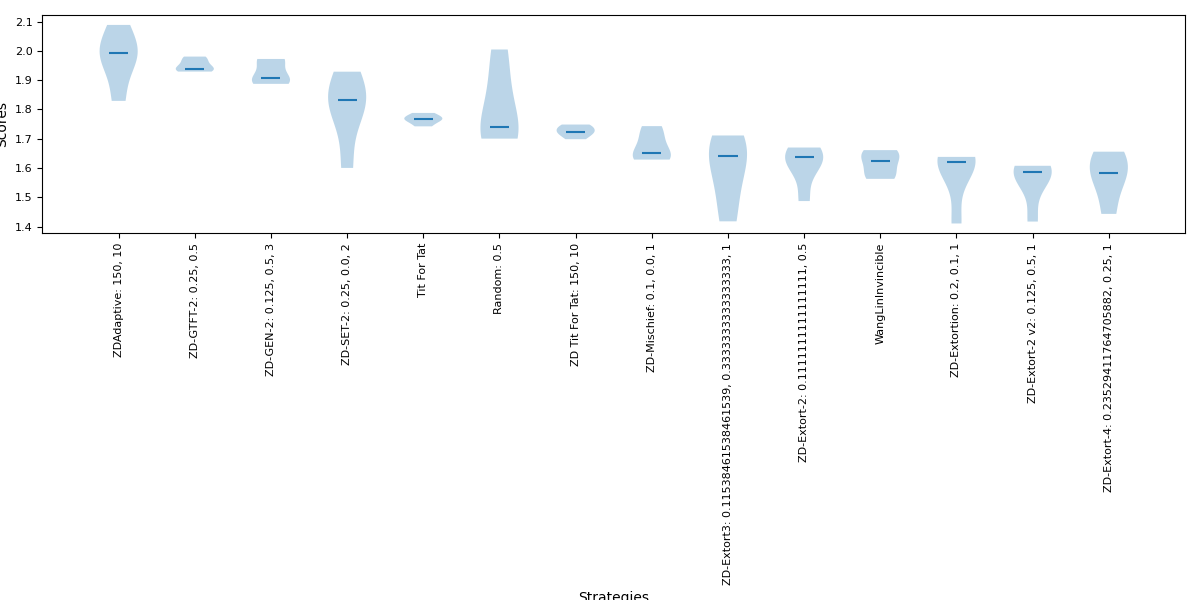 2.1
2.0
1.9
1.8
1.7
1.6
1.5
1.4
Scores
ZDAdaptive: 150, 10
ZD-GTFT-2: 0.25, 0.5
ZD-GEN-2: 0.125, 0.5, 3
ZD-SET-2: 0.25, 0.0, 2
Tit For Tat
Random: 0.5
ZD Tit For Tat: 150, 10
ZD-Mischief: 0.1, 0.0, 1
ZD-Extort3: 0.11538461538461539, 0.3333333333333333, 1
ZD-Extort-2: 0.1111111111111111, 0.5
WangLinInvincible
ZD-Extortion: 0.2, 0.1, 1
ZD-Extort-2 v2: 0.125, 0.5, 1
ZD-Extort-4: 0.23529411764705882, 0.25, 1
Strategies